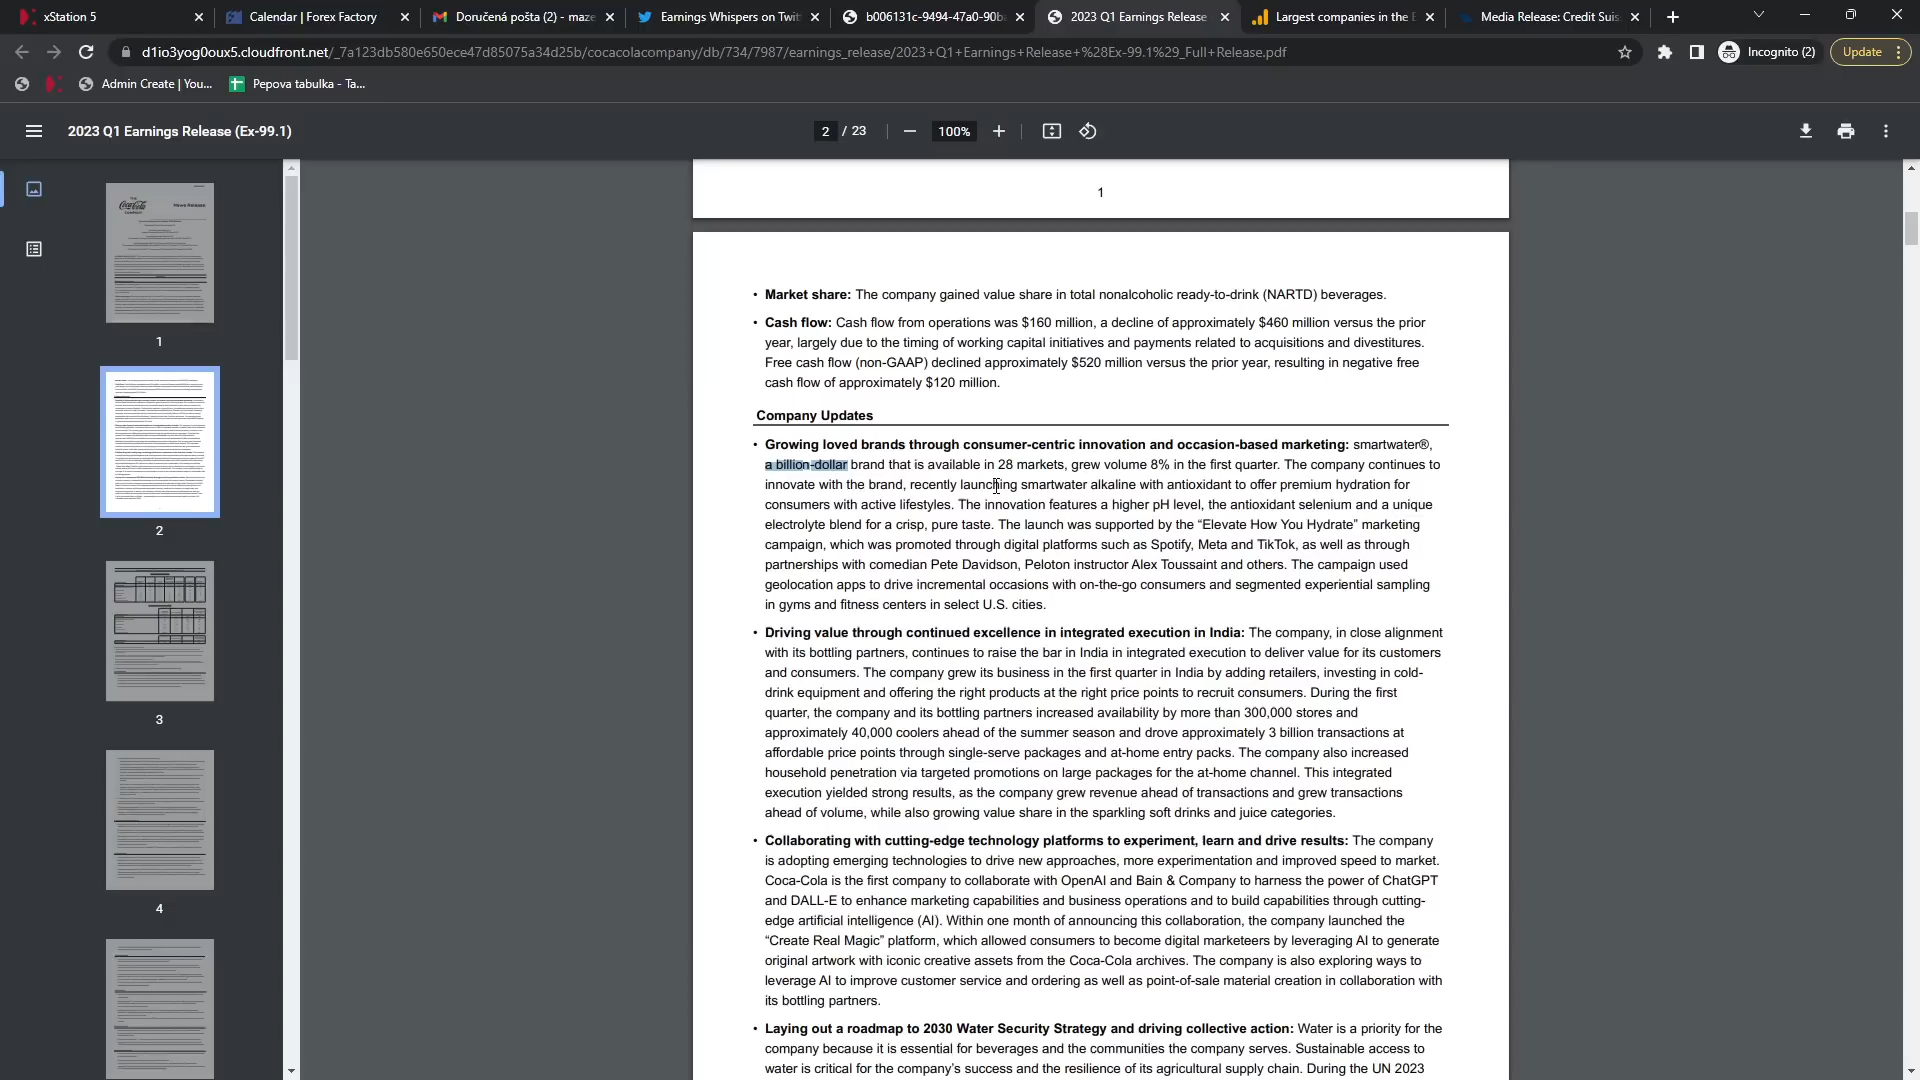 xStation 5
Calendar | Forex Factory
Doručená pošta (2) - maze
Earnings Whispers on Twit
b006131c-9494-47a0-90b
2023 Q1 Earnings Release
Largest companies in the E
Media Release: Credit Suis
d1io3yog0oux5.cloudfront.net/_7a123db580e650ece47d85075a34d25b/cocacolacompany/db/734/7987/earnings_release/2023+Q1+Earnings+Release+%28Ex-99.1%29_Full+Release.pdf
Incognito (2)
Update
Admin Create | You...
Pepova tabulka - Ta...
2023 Q1 Earnings Release (Ex-99.1)
2 / 23
100%
Coca-Cola
News Release
1
2
3
4
1
• Market share: The company gained value share in total nonalcoholic ready-to-drink (NARTD) beverages.
• Cash flow: Cash flow from operations was $160 million, a decline of approximately $460 million versus the prior
year, largely due to the timing of working capital initiatives and payments related to acquisitions and divestitures.
Free cash flow (non-GAAP) declined approximately $520 million versus the prior year, resulting in negative free
cash flow of approximately $120 million.
Company Updates
• Growing loved brands through consumer-centric innovation and occasion-based marketing: smartwater®,
a billion-dollar brand that is available in 28 markets, grew volume 8% in the first quarter. The company continues to
innovate with the brand, recently launching smartwater alkaline with antioxidant to offer premium hydration for
consumers with active lifestyles. The innovation features a higher pH level, the antioxidant selenium and a unique
electrolyte blend for a crisp, pure taste. The launch was supported by the “Elevate How You Hydrate” marketing
campaign, which was promoted through digital platforms such as Spotify, Meta and TikTok, as well as through
partnerships with comedian Pete Davidson, Peloton instructor Alex Toussaint and others. The campaign used
geolocation apps to drive incremental occasions with on-the-go consumers and segmented experiential sampling
in gyms and fitness centers in select U.S. cities.
• Driving value through continued excellence in integrated execution in India: The company, in close alignment
with its bottling partners, continues to raise the bar in India in integrated execution to deliver value for its customers
and consumers. The company grew its business in the first quarter in India by adding retailers, investing in cold-
drink equipment and offering the right products at the right price points to recruit consumers. During the first
quarter, the company and its bottling partners increased availability by more than 300,000 stores and
approximately 40,000 coolers ahead of the summer season and drove approximately 3 billion transactions at
affordable price points through single-serve packages and at-home entry packs. The company also increased
household penetration via targeted promotions on large packages for the at-home channel. This integrated
execution yielded strong results, as the company grew revenue ahead of transactions and grew transactions
ahead of volume, while also growing value share in the sparkling soft drinks and juice categories.
• Collaborating with cutting-edge technology platforms to experiment, learn and drive results: The company
is adopting emerging technologies to drive new approaches, more experimentation and improved speed to market.
Coca-Cola is the first company to collaborate with OpenAI and Bain & Company to harness the power of ChatGPT
and DALL-E to enhance marketing capabilities and business operations and to build capabilities through cutting-
edge artificial intelligence (AI). Within one month of announcing this collaboration, the company launched the
“Create Real Magic” platform, which allowed consumers to become digital marketeers by leveraging AI to generate
original artwork with iconic creative assets from the Coca-Cola archives. The company is also exploring ways to
leverage AI to improve customer service and ordering as well as point-of-sale material creation in collaboration with
its bottling partners.
• Laying out a roadmap to 2030 Water Security Strategy and driving collective action: Water is a priority for the
company because it is essential for beverages and the communities the company serves. Sustainable access to
water is critical for the company’s success and the resilience of its agricultural supply chain. During the UN 2023